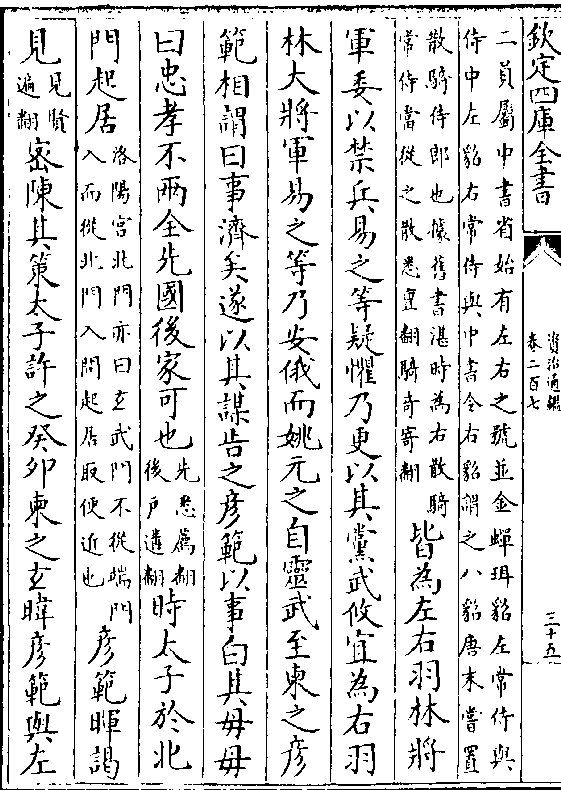 欽定四庫全書
資治通鑑
卷二百七
三十五
二員屬中書省始有左右之號並金蟬珥貂左常侍與
侍中左貂右常侍與中書令右貂謂之八貂唐末嘗置
散騎侍郎也據舊書湛時為右散騎
常侍當從之散悉亶翻騎奇寄翻
皆為左右羽林將
軍委以禁兵易之等疑懼乃更以其黨武攸宜為右羽
林大將軍易之等乃安俄而姚元之自靈武至柬之彦
範相謂曰事濟矣遂以其謀告之彦範以事白其母母
曰忠孝不兩全先國後家可也
先悉薦翻
後戶遘翻
時太子於北
門起居
洛陽宫北門亦曰玄武門不從端門
入而從北門入問起居取便近也
彦範暉謁
見
見賢
遍翻
密陳其策太子許之癸卯柬之玄暐彦範與左